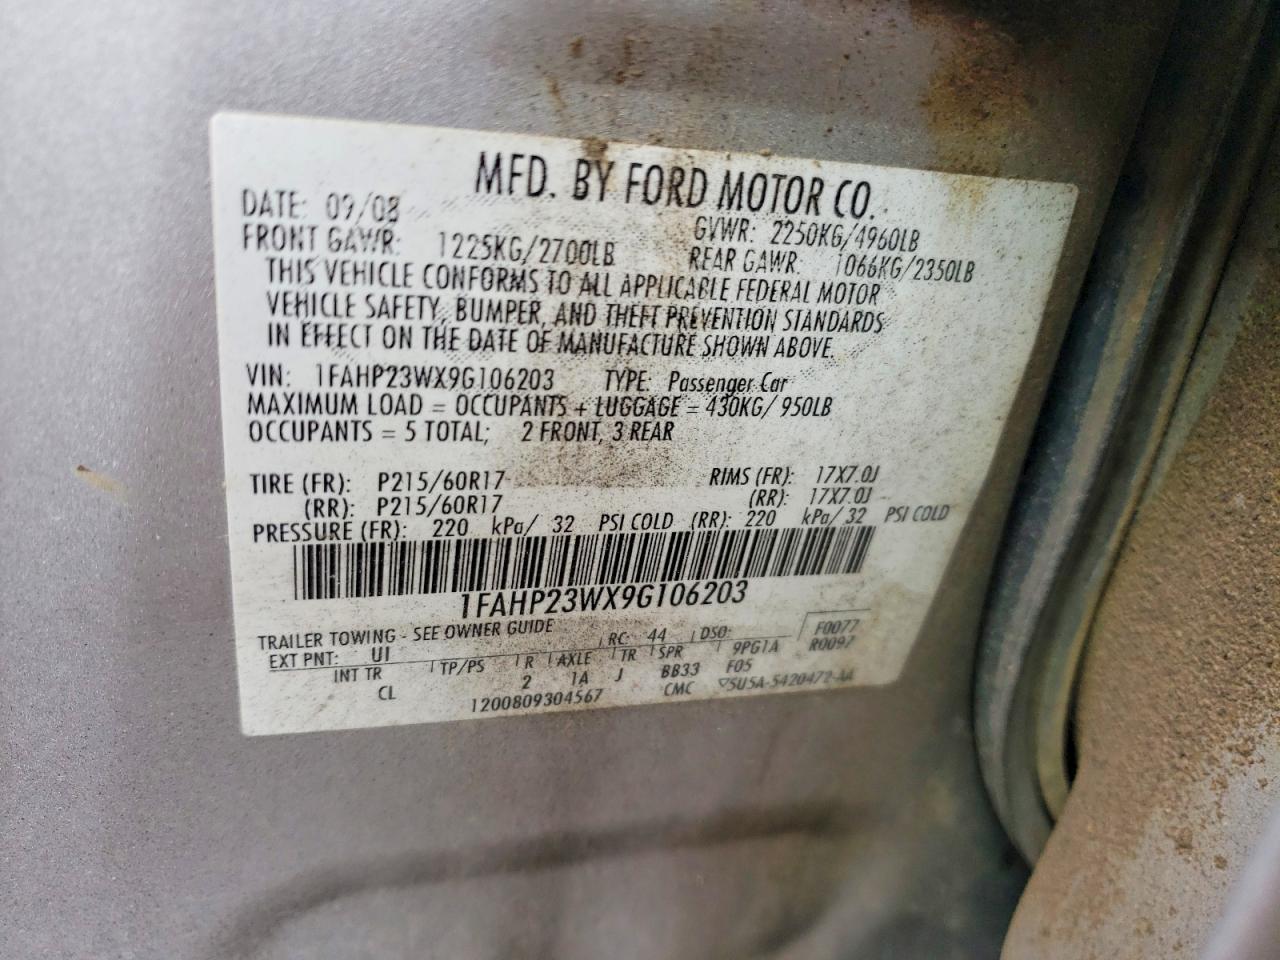 MFD. BY FORD MOTOR CO.
DATE: 09/08 GVWR: 2250KG/4960LB
FRONT GAWR: 1225KG/2700LB REAR GAWR: 1066KG/2350LB
THIS VEHICLE CONFORMS TO ALL APPLICABLE FEDERAL MOTOR
VEHICLE SAFETY, BUMPER, AND THEFT PREVENTION STANDARDS
IN EFFECT ON THE DATE OF MANUFACTURE SHOWN ABOVE.
VIN: 1FAHP23WX9G106203 TYPE: Passenger Car
MAXIMUM LOAD = OCCUPANTS + LUGGAGE = 430KG/ 950LB
OCCUPANTS = 5 TOTAL; 2 FRONT, 3 REAR
TIRE (FR): P215/60R17 RIMS (FR): 17X7.0J
(RR): P215/60R17 (RR): 17X7.0J
PRESSURE (FR): 220 kPa/ 32 PSI COLD (RR): 220 kPa/ 32 PSI COLD
1FAHP23WX9G106203
TRAILER TOWING - SEE OWNER GUIDE RC: 44 DSO: F0077
EXT PNT: UI 9PG1A R0097
INT TR TP/PS R AXLE TR SPR F05
CL 2 1A J BB33
1200809304567 CMC ▽5U5A-5420472-AA